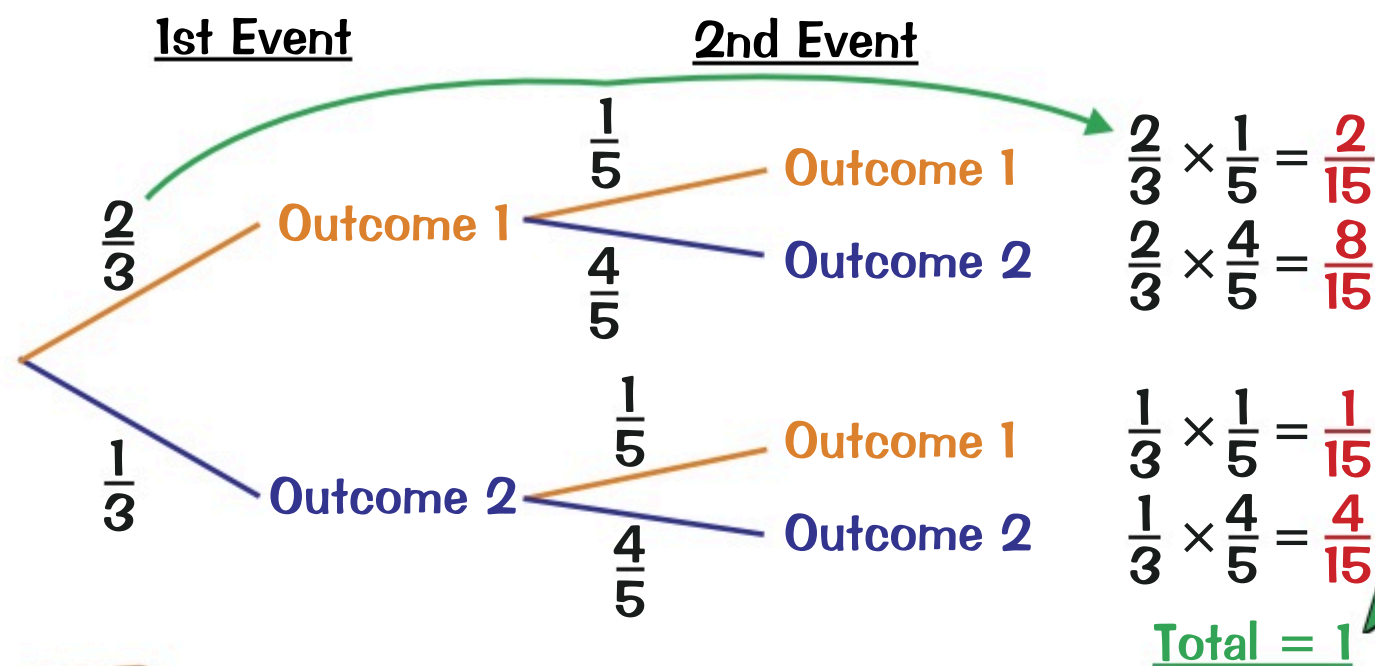 1st Event 2nd Event
2/3
1/3
Outcome 1
Outcome 2
1/5
4/5
1/5
4/5
Outcome 1
Outcome 2
Outcome 1
Outcome 2
2/3 × 1/5 = 2/15
2/3 × 4/5 = 8/15
1/3 × 1/5 = 1/15
1/3 × 4/5 = 4/15
Total = 1